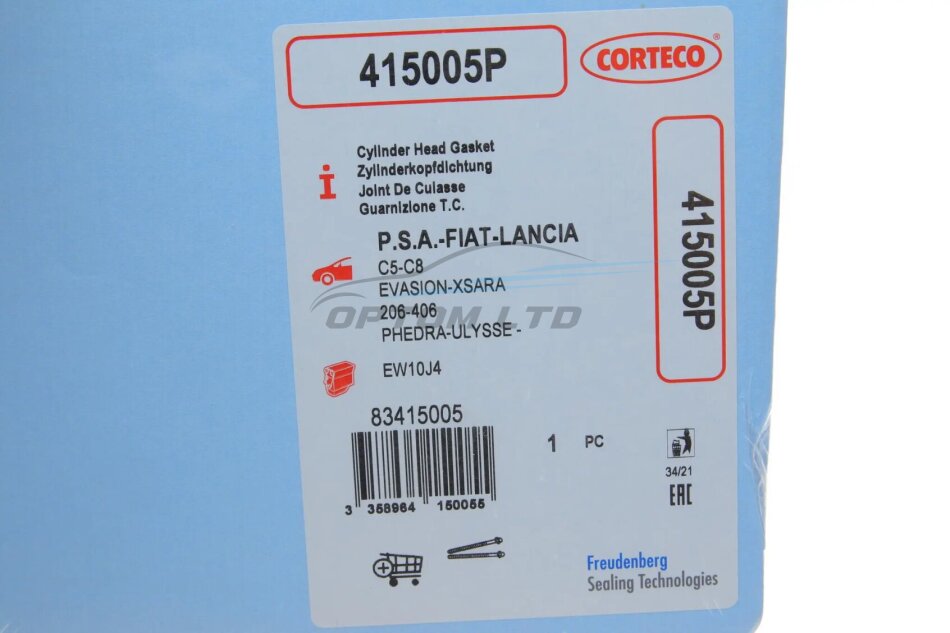 415005P
CORTECO®
Cylinder Head Gasket
Zylinderkopfdichtung
Joint De Culasse
Guarnizione T.C.
415005P
P.S.A.-FIAT-LANCIA
C5-C8
EVASION-XSARA
206-406
OPTOM LTD
PHEDRA-ULYSSE -
EW10J4
83415005
1 PC
3 358964 150055
34/21
EAC
Freudenberg
Sealing Technologies